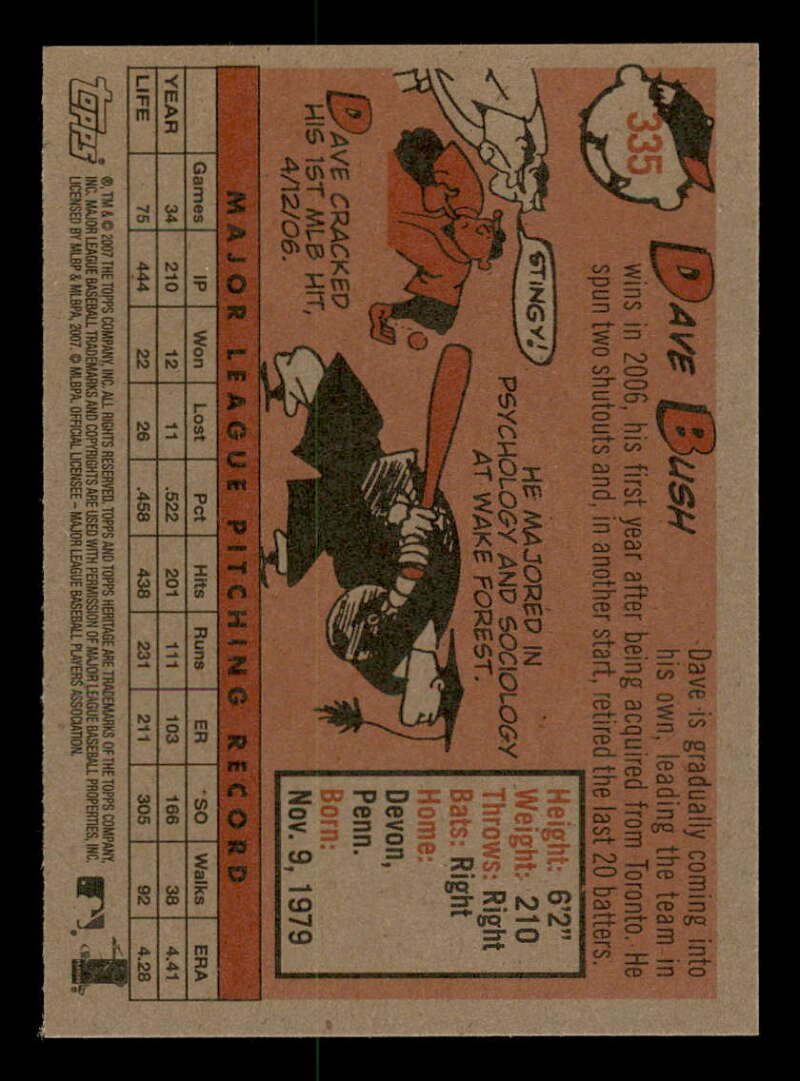 335
DAVE BUSH
Dave is gradually coming into
his own, leading the team in
wins in 2006, his first year after being acquired from Toronto. He
spun two shutouts and, in another start, retired the last 20 batters.
STINGY!
DAVE CRACKED
HIS 1ST MLB HIT,
4/12/06.
HE MAJORED IN
PSYCHOLOGY AND SOCIOLOGY
AT WAKE FOREST.
Height: 6'2"
Weight: 210
Throws: Right
Bats: Right
Home:
Devon,
Penn.
Born:
Nov. 9, 1979
MAJOR LEAGUE PITCHING RECORD
Games IP Won Lost Pct Hits Runs ER SO Walks ERA
YEAR 34 210 12 11 .522 201 111 103 166 38 4.41
LIFE 75 444 22 26 .458 438 231 211 305 92 4.28
Topps®
®, TM & © 2007 THE TOPPS COMPANY, INC. ALL RIGHTS RESERVED. TOPPS AND TOPPS HERITAGE ARE TRADEMARKS OF THE TOPPS COMPANY,
INC. MAJOR LEAGUE BASEBALL TRADEMARKS AND COPYRIGHTS ARE USED WITH PERMISSION OF MAJOR LEAGUE BASEBALL PROPERTIES, INC.
LICENSED BY MLBP & MLBPA, 2007. © MLBPA. OFFICIAL LICENSEE – MAJOR LEAGUE BASEBALL PLAYERS ASSOCIATION.